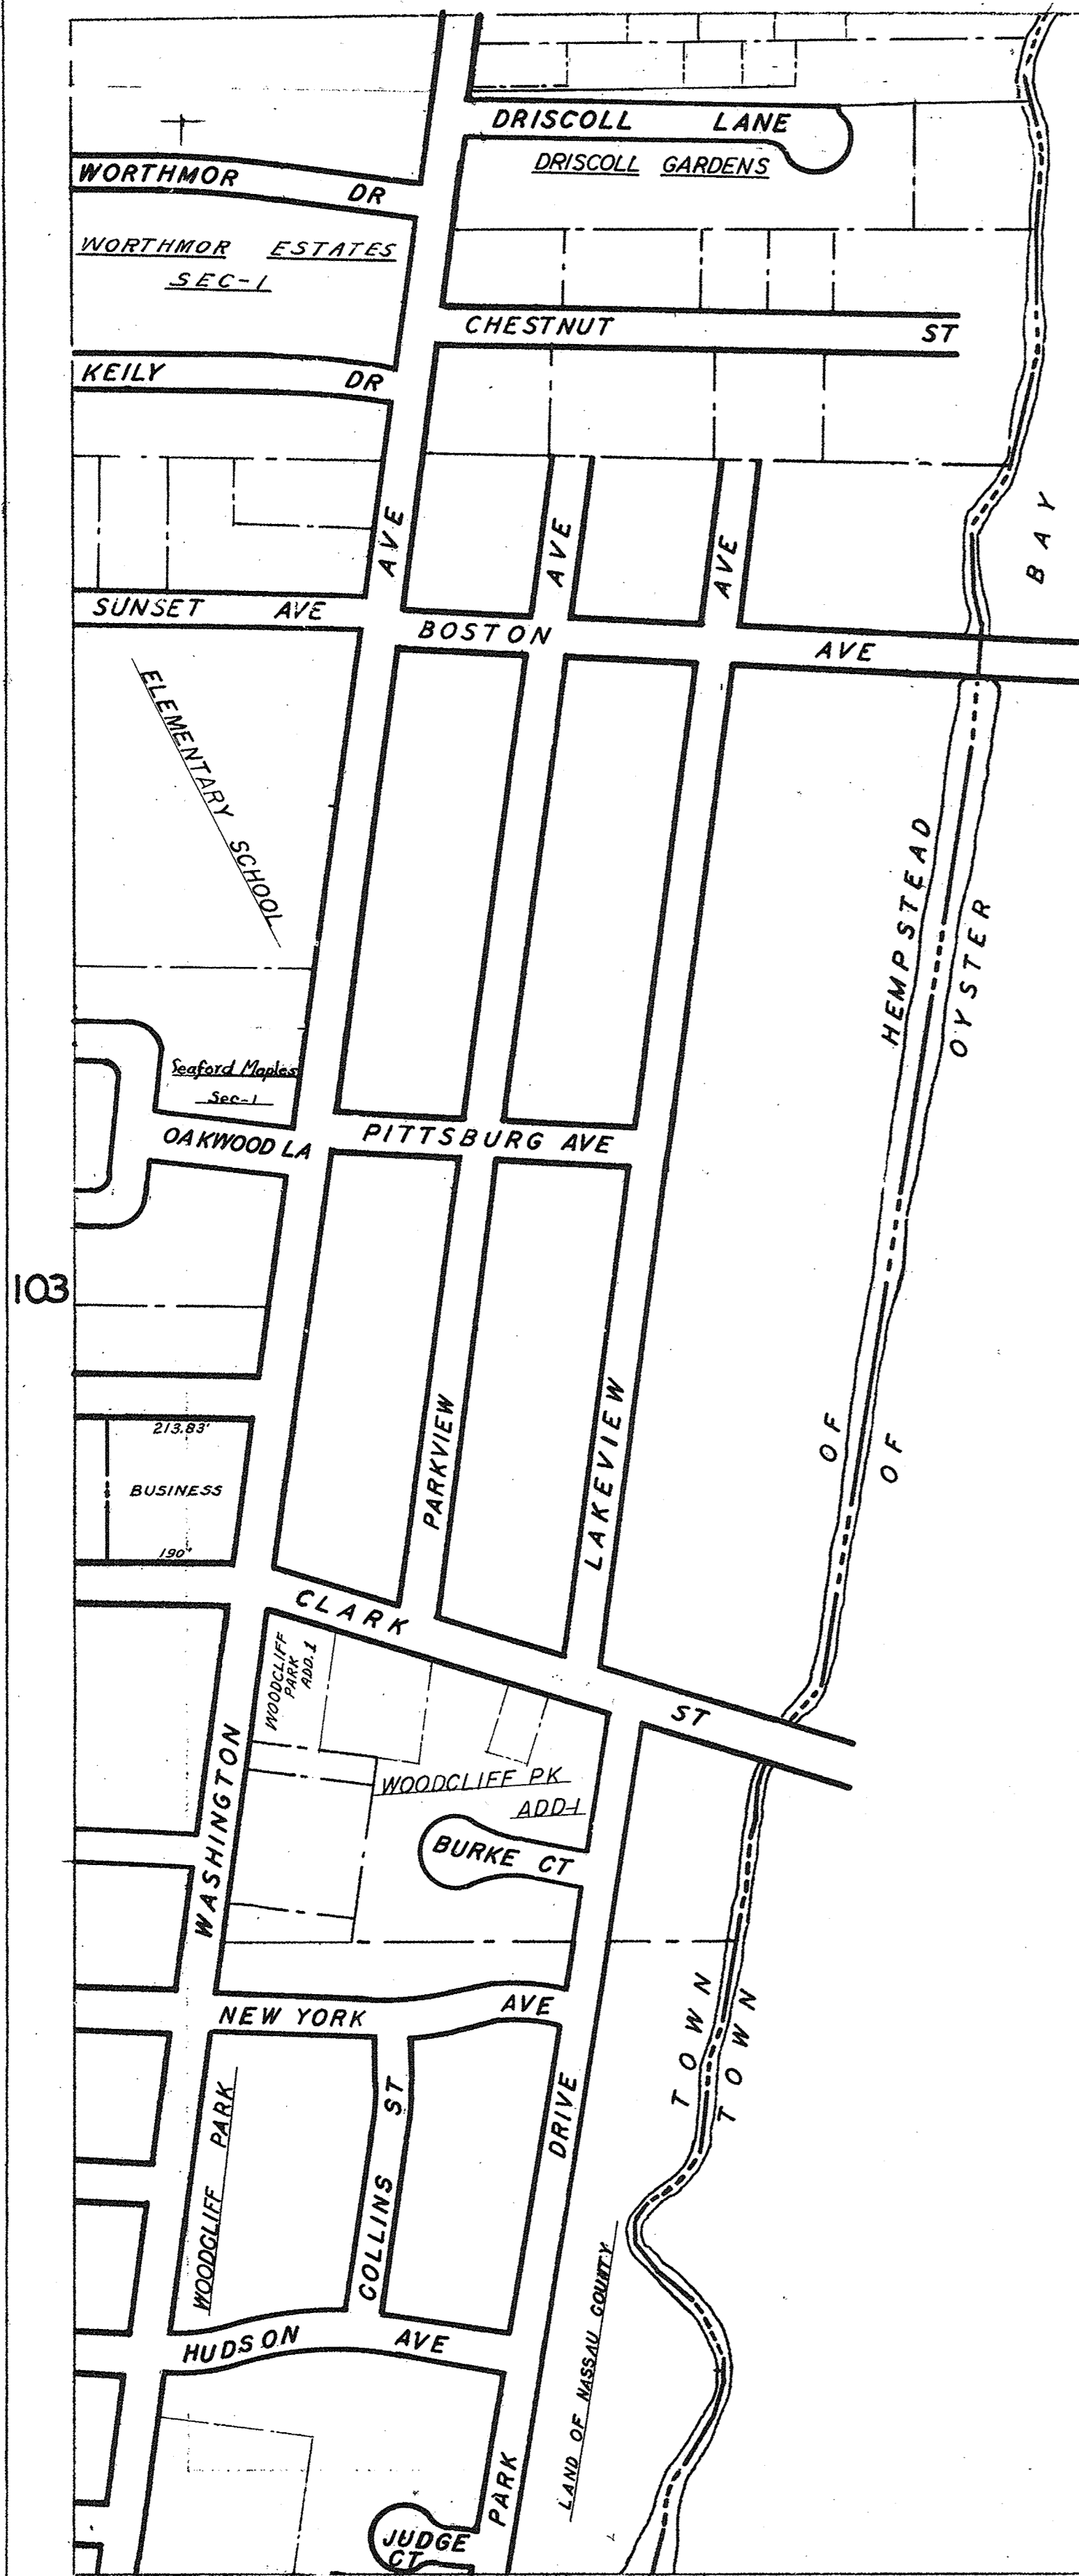 DRISCOLL LANE
DRISCOLL GARDENS
WORTHMOR DR
WORTHMOR ESTATES
SEC-1
CHESTNUT ST
KEILY DR
AVE
AVE
AVE
BAY
SUNSET AVE
BOSTON AVE
ELEMENTARY SCHOOL
HEMPSTEAD
OYSTER
Seaford Maples
Sec-1
OAKWOOD LA
PITTSBURG AVE
103
213.83'
BUSINESS
190'
PARKVIEW
LAKEVIEW
OF
OF
CLARK ST
WOODCLIFF
PARK
ADD.1
WOODCLIFF PK
ADD-1
WASHINGTON
BURKE CT
NEW YORK AVE
TOWN
TOWN
COLLINS ST
WOODCLIFF PARK
PARK DRIVE
LAND OF NASSAU COUNTY
HUDSON AVE
JUDGE
CT